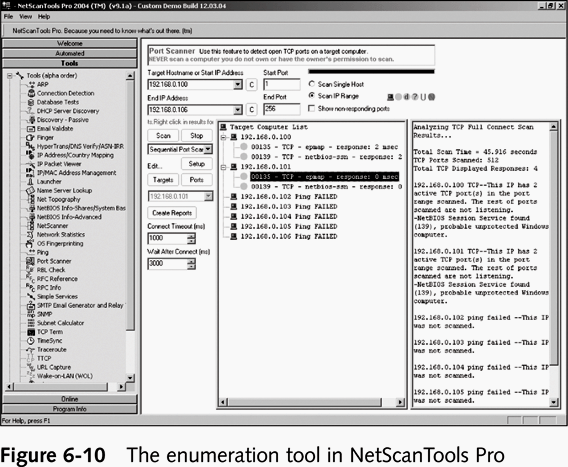 - NetScanTools Pro 2004 (TM) (v9.1a) - Custom Demo Build 12.03.04
File View Help
NetScanTools Pro. Because you need to know what's out there. (tm)
Welcome
Automated
Tools
Tools (alpha order)
ARP
Connection Detection
Database Tests
DHCP Server Discovery
Discovery - Passive
Email Validate
Finger
HyperTrans/DNS Verify/ASN-IRR
IP Address/Country Mapping
IP Packet Viewer
IP/MAC Address Management
Launcher
Name Server Lookup
Net Topography
NetBIOS Info-Shares/System Bas
NetBIOS Info-Advanced
NetScanner
Network Statistics
OS Fingerprinting
Ping
Port Scanner
RBL Check
RFC Reference
RPC Info
Simple Services
SMTP Email Generator and Relay
SNMP
Subnet Calculator
TCP Term
TimeSync
Traceroute
TTCP
URL Capture
Wake-on-LAN (WOL)
Online
Program Info
For Help, press F1
Port Scanner Use this feature to detect open TCP ports on a target computer.
NEVER scan a computer you do not own or have the owner's permission to scan.
Target Hostname or Start IP Address
Start Port
192.168.0.100
C
1
Scan Single Host
Scan IP Range
End IP Address
End Port
192.168.0.106
C
256
Show non-responding ports
ts.Right click in results for
Scan
Stop
Sequential Port Scar
Edit...
Setup
Targets
Ports
192.168.0.101
Create Reports
Connect Timeout (ms)
1000
Wait After Connect (ms)
3000
Target Computer List
192.168.0.100
00135 - TCP - epmap - response: 2 msec
00139 - TCP - netbios-ssn - response: 2
192.168.0.101
00135 - TCP - epmap - response: 0 msec
00139 - TCP - netbios-ssn - response: 0
192.168.0.102 Ping FAILED
192.168.0.103 Ping FAILED
192.168.0.104 Ping FAILED
192.168.0.105 Ping FAILED
192.168.0.106 Ping FAILED
Analyzing TCP Full Connect Scan
Results...
Total Scan Time = 45.916 seconds
TCP Ports Scanned: 512
Total TCP Displayed Responses: 4
192.168.0.100 TCP--This IP has 2
active TCP port(s) in the port
range scanned. The rest of ports
scanned are not listening.
-NetBIOS Session Service found
(139), probable unprotected Windows
computer.
192.168.0.101 TCP--This IP has 2
active TCP port(s) in the port
range scanned. The rest of ports
scanned are not listening.
-NetBIOS Session Service found
(139), probable unprotected Windows
computer.
192.168.0.102 ping failed --This IP
was not scanned.
192.168.0.103 ping failed --This IP
was not scanned.
192.168.0.104 ping failed --This IP
was not scanned.
192.168.0.105 ping failed --This IP
was not scanned.
Figure 6-10 The enumeration tool in NetScanTools Pro